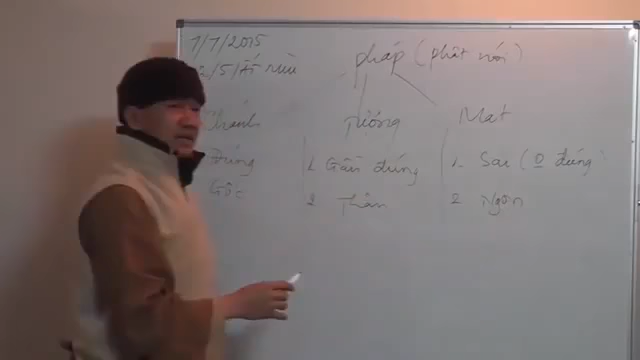 1/7/2015
pháp (phật nói)
2/5/Ất mùi
chánh Tượng Mạt
Đúng 1. Gần đúng 1. Sai (0 đúng)
Gốc 2 Thân 2 Ngọn